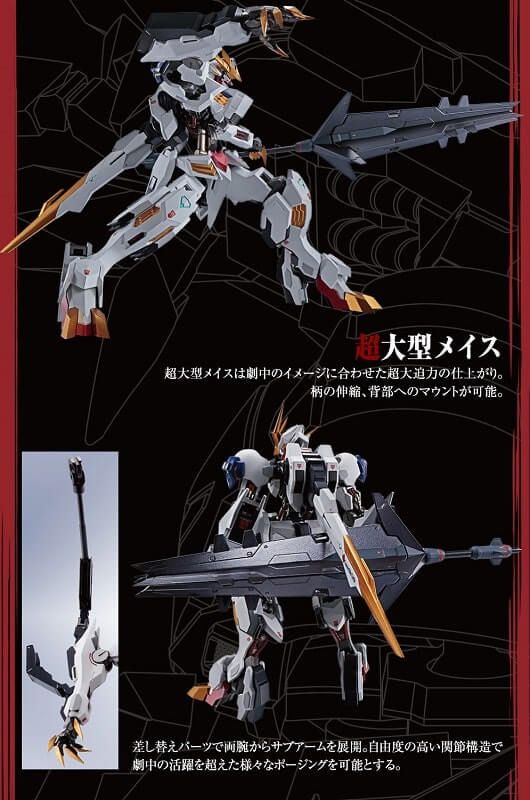 超大型メイス
超大型メイスは劇中のイメージに合わせた超大迫力の仕上がり。
柄の伸縮、背部へのマウントが可能。
差し替えパーツで両腕からサブアームを展開。自由度の高い関節構造で
劇中の活躍を超えた様々なポージングを可能とする。